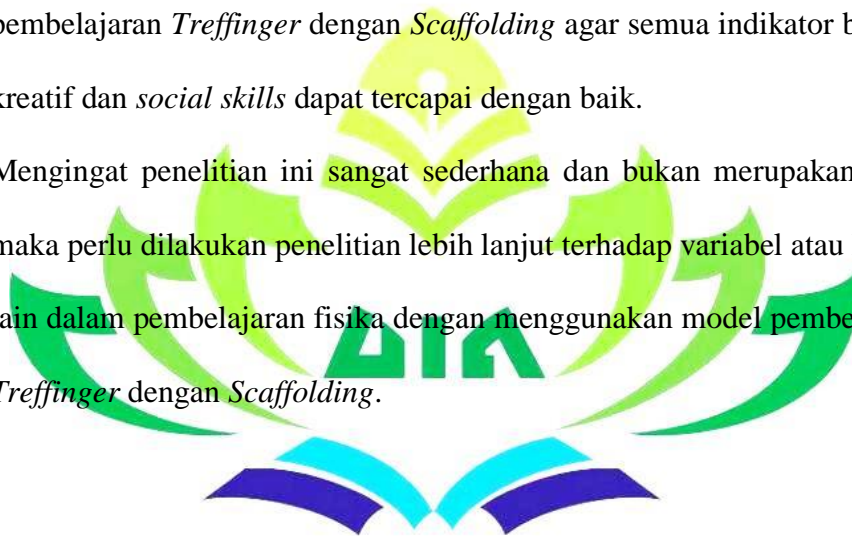 pembelajaran Treffinger dengan Scaffolding agar semua indikator
kreatif dan social skills dapat tercapai dengan baik.
Mengingat penelitian ini sangat sederhana dan bukan merupakan
maka perlu dilakukan penelitian lebih lanjut terhadap variabel atau
lain dalam pembelajaran fisika dengan menggunakan model
Treffinger dengan Scaffolding.